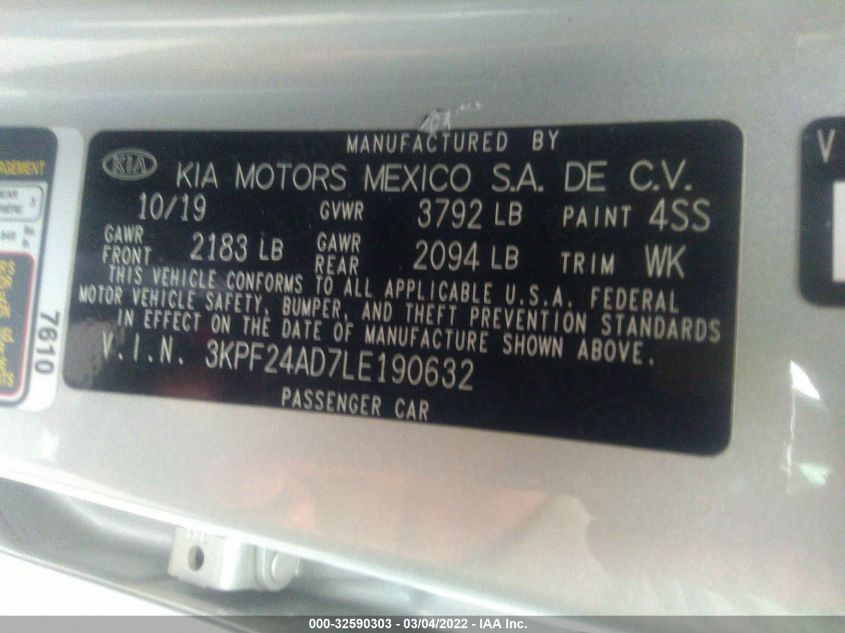 MANUFACTURED BY
KIA
KIA MOTORS MEXICO S.A. DE C.V.
10/19 GVWR 3792 LB PAINT 4SS
GAWR FRONT 2183 LB GAWR REAR 2094 LB TRIM WK
THIS VEHICLE CONFORMS TO ALL APPLICABLE U.S.A. FEDERAL
MOTOR VEHICLE SAFETY, BUMPER, AND THEFT PREVENTION STANDARDS
IN EFFECT ON THE DATE OF MANUFACTURE SHOWN ABOVE.
V.I.N. 3KPF24AD7LE190632
PASSENGER CAR
7610
V
000-32590303 - 03/04/2022 - IAA Inc.